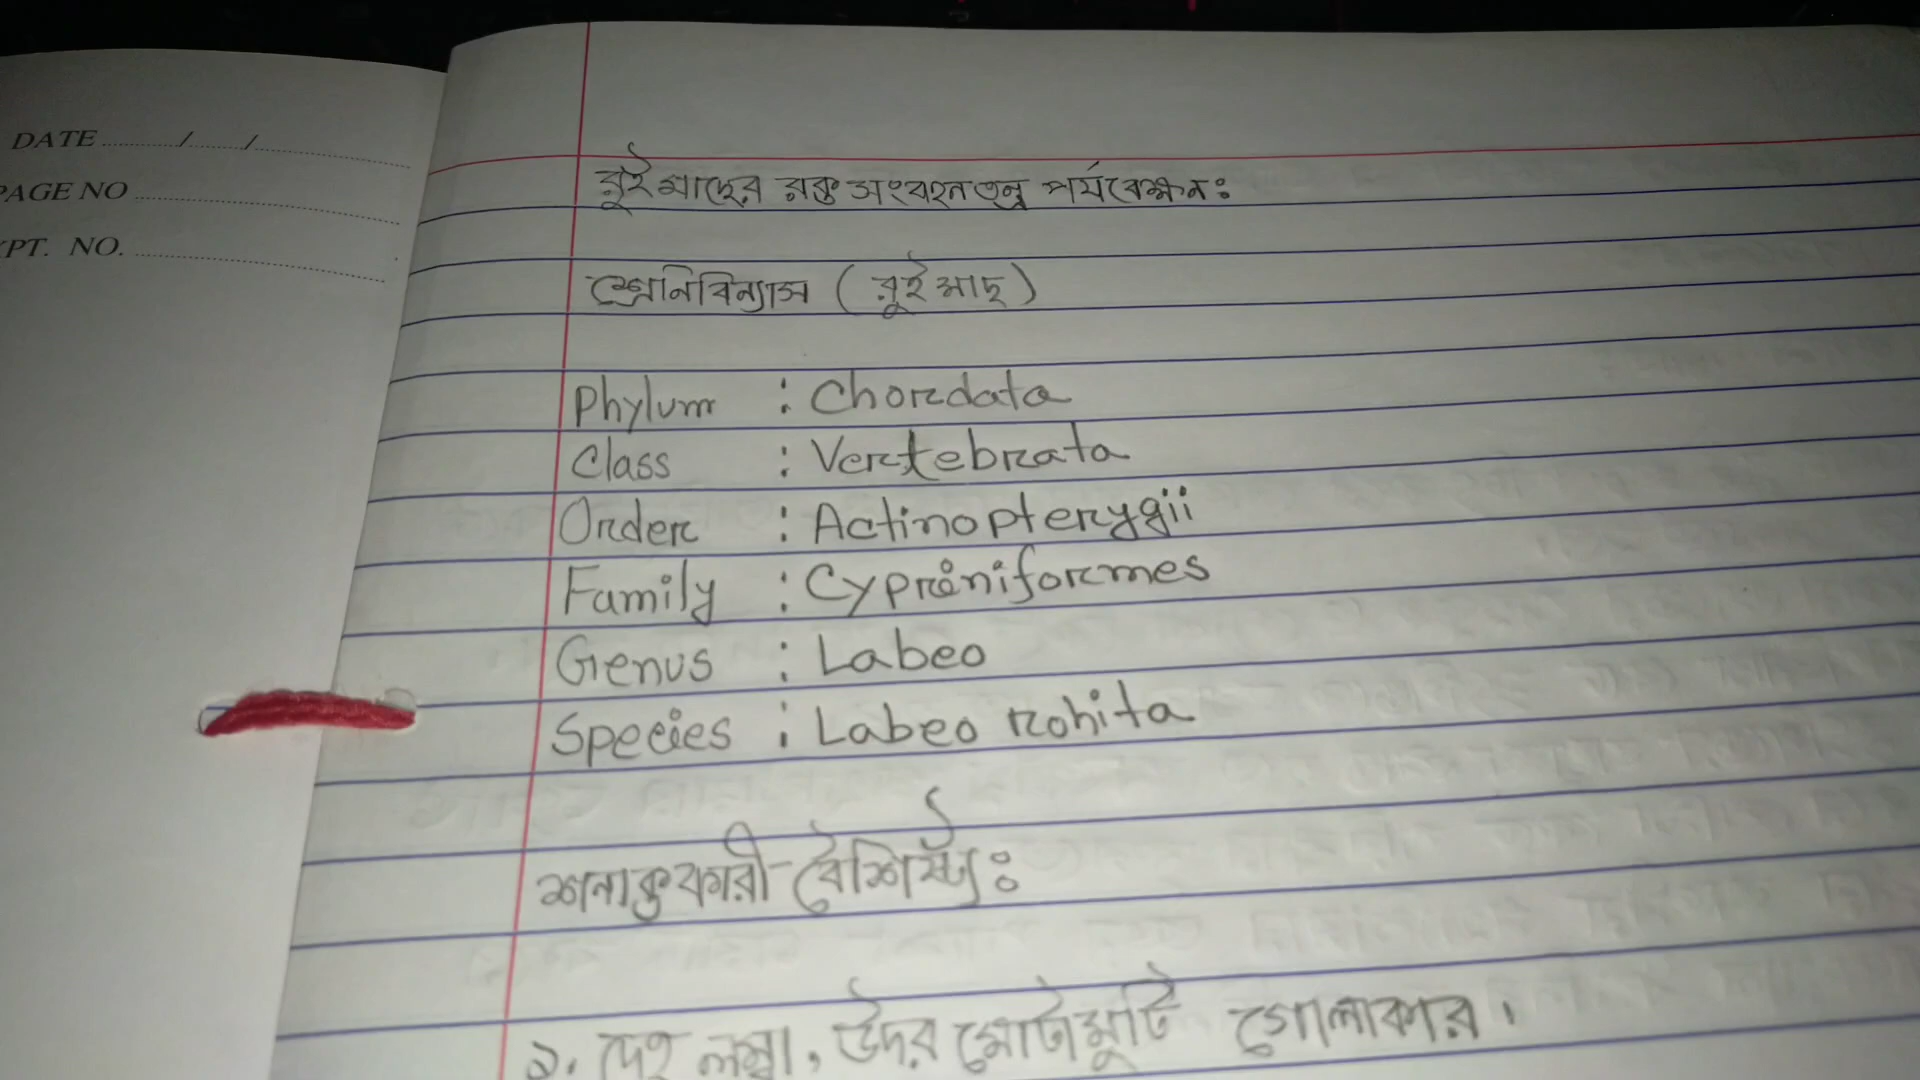 DATE ........../......./....................
PAGE NO ................................
PT. NO. ................................
রুই মাছের রক্ত সংবহনতন্ত্র পর্যবেক্ষনঃ
শ্রেনিবিন্যাস ( রুই মাছ )
Phylum : Chordata
Class : Vertebrata
Order : Actinopterygii
Family : Cypriniformes
Genus : Labeo
Species : Labeo rohita
শনাক্তকারী বৈশিষ্ট্যঃ
১. দেহ লম্বা, উদর মোটামুটি গোলাকার।